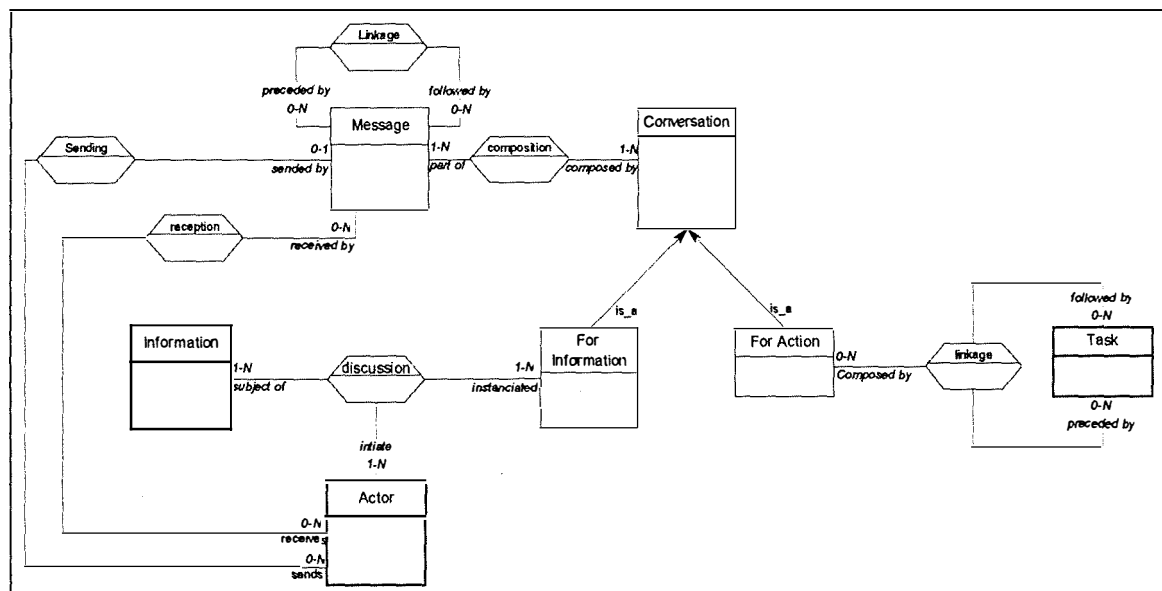 Linkage
preceded by
followed by
0-N
0-N
Message
Conversation
Sending
0-1
1-N
composition
1-N
sended by
part of
composed by
reception
0-N
received by
is_a
is_a
followed by
0-N
Information
For
Information
For Action
Task
1-N
discussion
1-N
0-N
linkage
subject of
instanciated
Composed by
0-N
preceded by
intiate
1-N
Actor
0-N
receives
0-N
sends